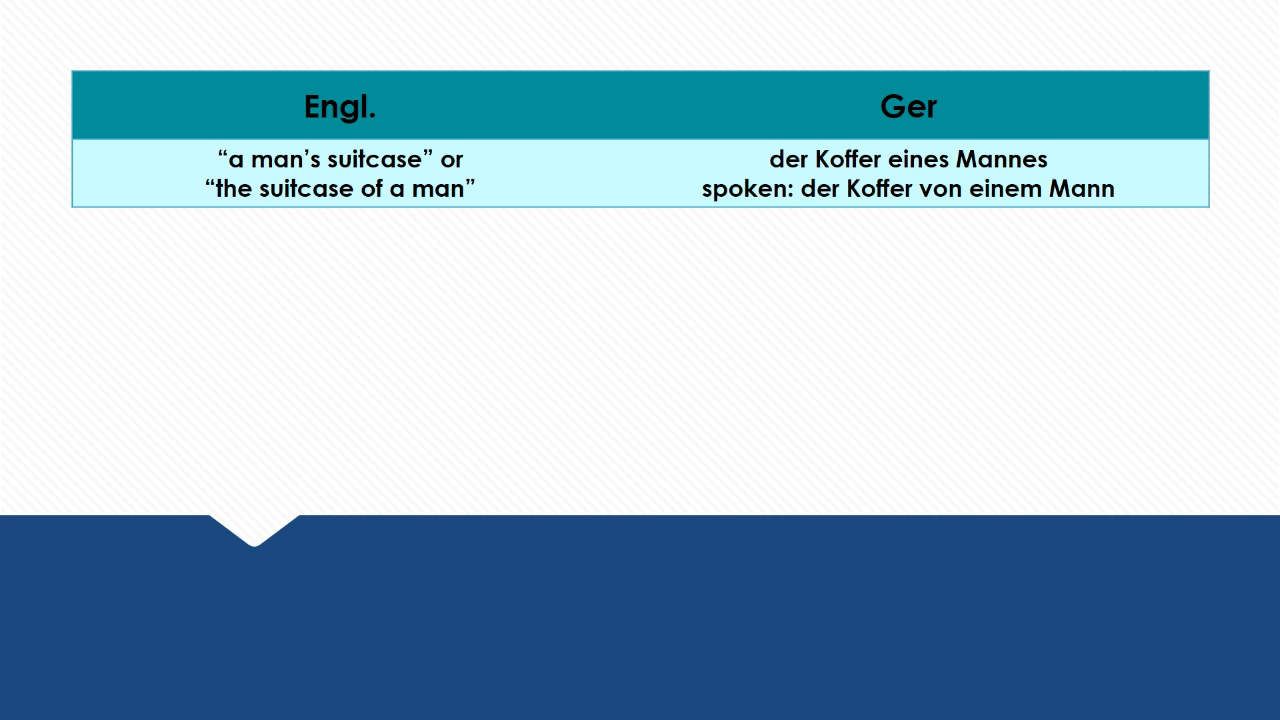 Engl.
Ger
“a man’s suitcase” or
“the suitcase of a man”
der Koffer eines Mannes
spoken: der Koffer von einem Mann